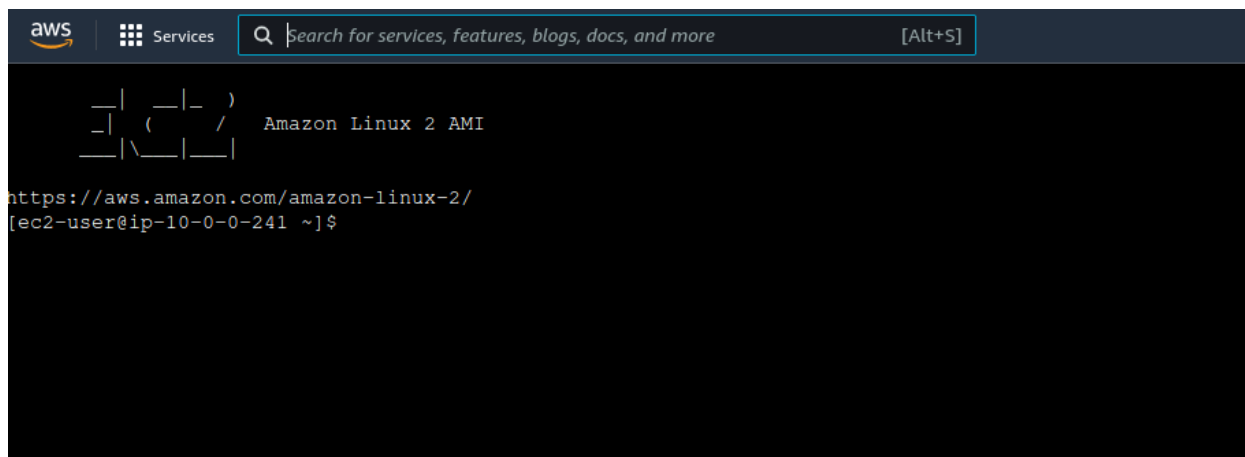 aws
Services
Search for services, features, blogs, docs, and more
[Alt+S]
       __|  __|_  )
       _|  (     /   Amazon Linux 2 AMI
      ___|\___|___|
https://aws.amazon.com/amazon-linux-2/
[ec2-user@ip-10-0-0-241 ~]$